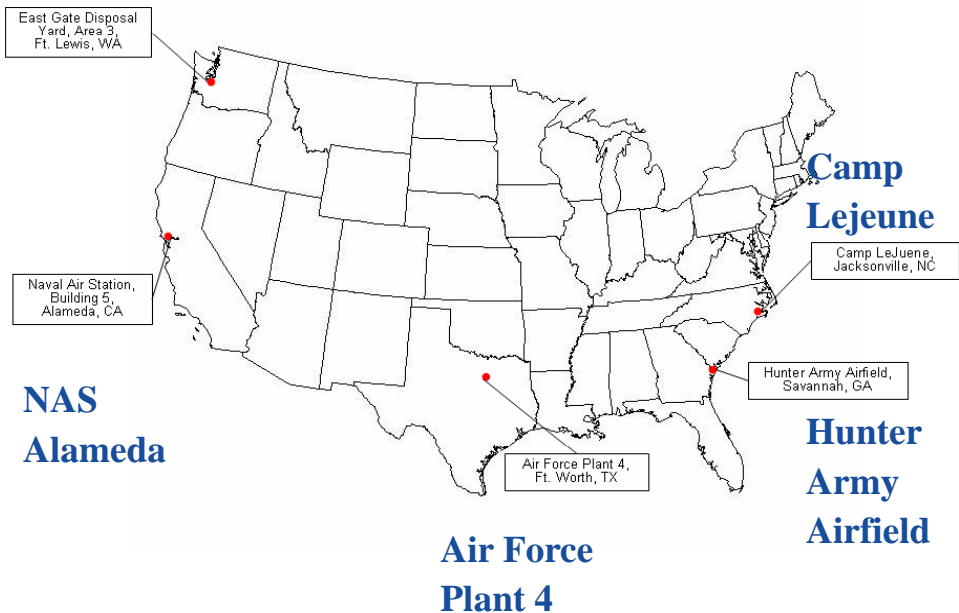 East Gate Disposal
Yard, Area 3,
Ft. Lewis, WA
Camp
Lejeune
Camp LeJuene,
Jacksonville, NC
Naval Air Station,
Building 5,
Alameda, CA
Hunter Army Airfield,
Savannah, GA
NAS
Alameda
Hunter
Army
Airfield
Air Force Plant 4,
Ft. Worth, TX
Air Force
Plant 4